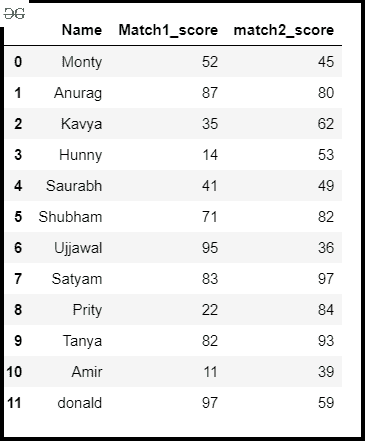 ƏG
Name Match1_score match2_score
0 Monty 52 45
1 Anurag 87 80
2 Kavya 35 62
3 Hunny 14 53
4 Saurabh 41 49
5 Shubham 71 82
6 Ujjawal 95 36
7 Satyam 83 97
8 Prity 22 84
9 Tanya 82 93
10 Amir 11 39
11 donald 97 59